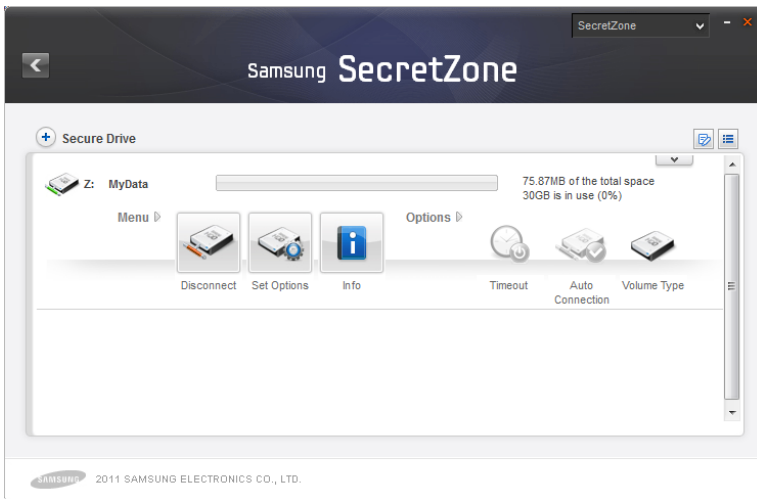 SecretZone
Samsung SecretZone
Secure Drive
Z: MyData
75.87MB of the total space
30GB is in use (0%)
Menu
Options
Disconnect
Set Options
Info
Timeout
Auto
Connection
Volume Type
SAMSUNG 2011 SAMSUNG ELECTRONICS CO., LTD.